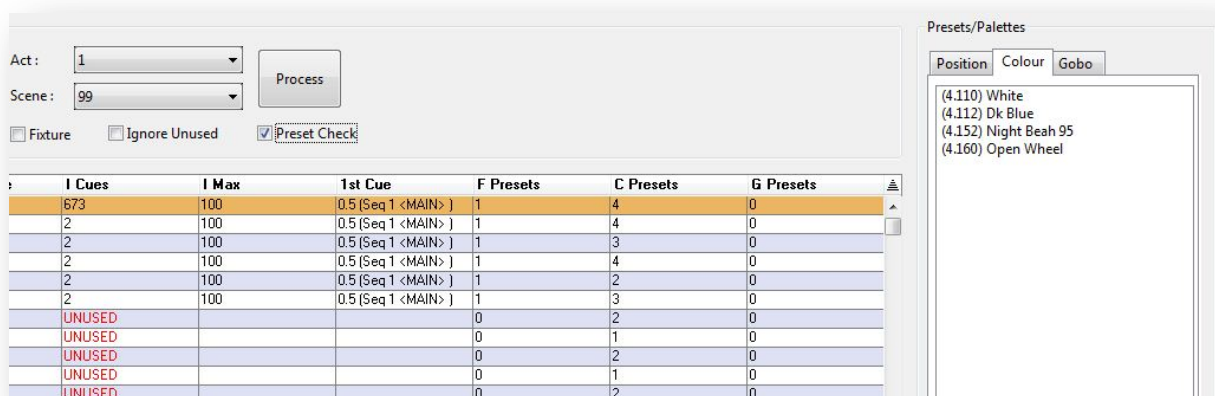 Presets/Palettes
Act : 1
Process
Scene : 99
Fixture Ignore Unused Preset Check
Position Colour Gobo
(4.110) White
(4.112) Dk Blue
(4.152) Night Beah 95
(4.160) Open Wheel
I Cues I Max 1st Cue F Presets C Presets G Presets
673 100 0.5 (Seq 1 <MAIN> ) 1 4 0
2 100 0.5 (Seq 1 <MAIN> ) 1 4 0
2 100 0.5 (Seq 1 <MAIN> ) 1 3 0
2 100 0.5 (Seq 1 <MAIN> ) 1 4 0
2 100 0.5 (Seq 1 <MAIN> ) 1 2 0
2 100 0.5 (Seq 1 <MAIN> ) 1 3 0
UNUSED 0 2 0
UNUSED 0 1 0
UNUSED 0 2 0
UNUSED 0 1 0
UNUSED 0 2 0